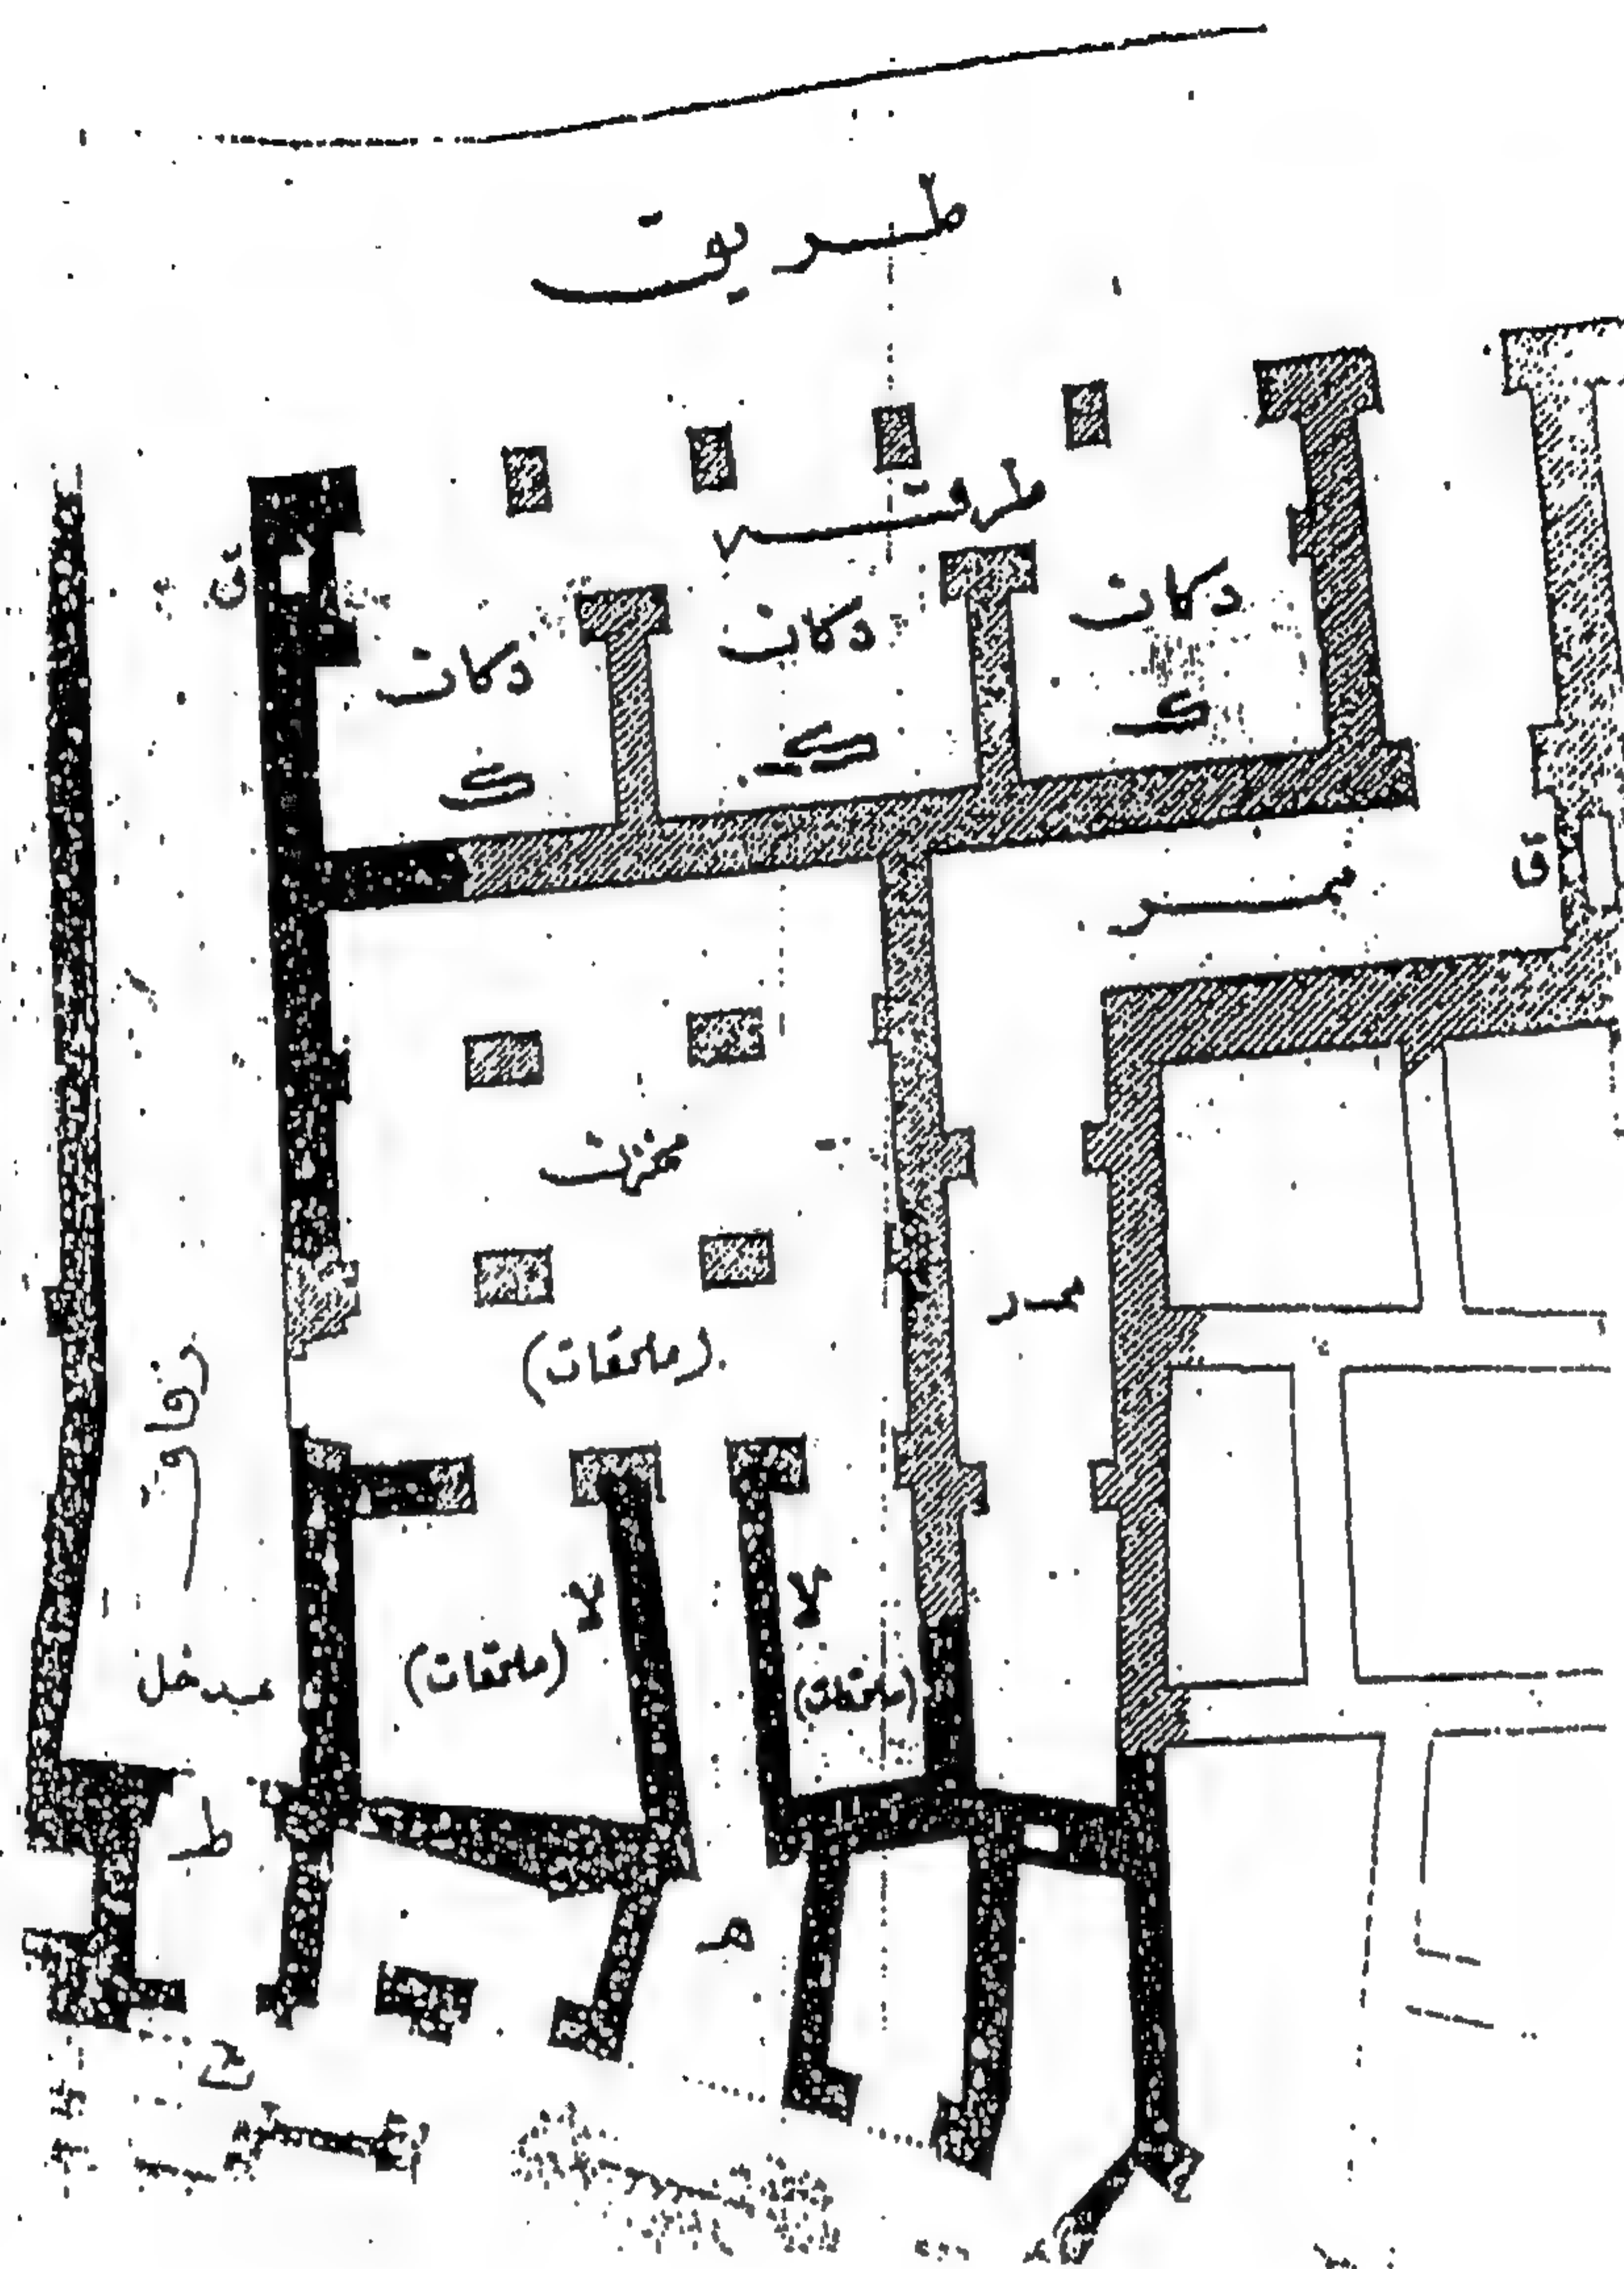 طريق
طرقة
دكان
دكان
دكان
ق
ك
ك
ك
ممر
ق
مخزن
ممر
(ملحقات)
زقاق
لا
لا
(ملحقات)
(ملحقات)
مدخل
ط
هـ
ح